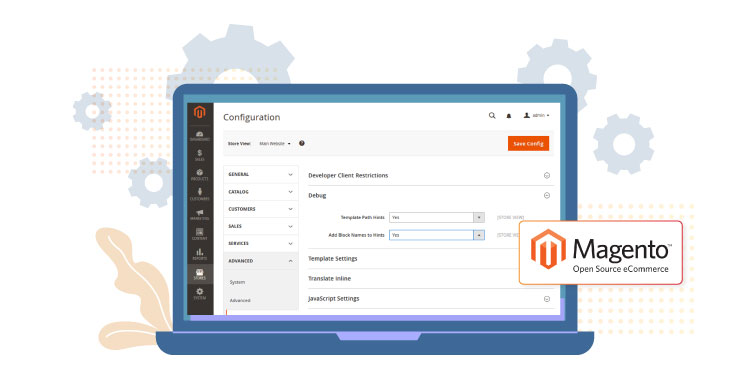 Configuration
admin
Store View: Main Website
?
Save Config
DASHBOARD
SALES
PRODUCTS
CUSTOMERS
MARKETING
CONTENT
REPORTS
STORES
SYSTEM
GENERAL
CATALOG
CUSTOMERS
SALES
SERVICES
ADVANCED
System
Advanced
Developer Client Restrictions
Debug
Template Path Hints Yes [STORE VIEW]
Add Block Names to Hints Yes
Template Settings
Translate Inline
JavaScript Settings
Magento™
Open Source eCommerce